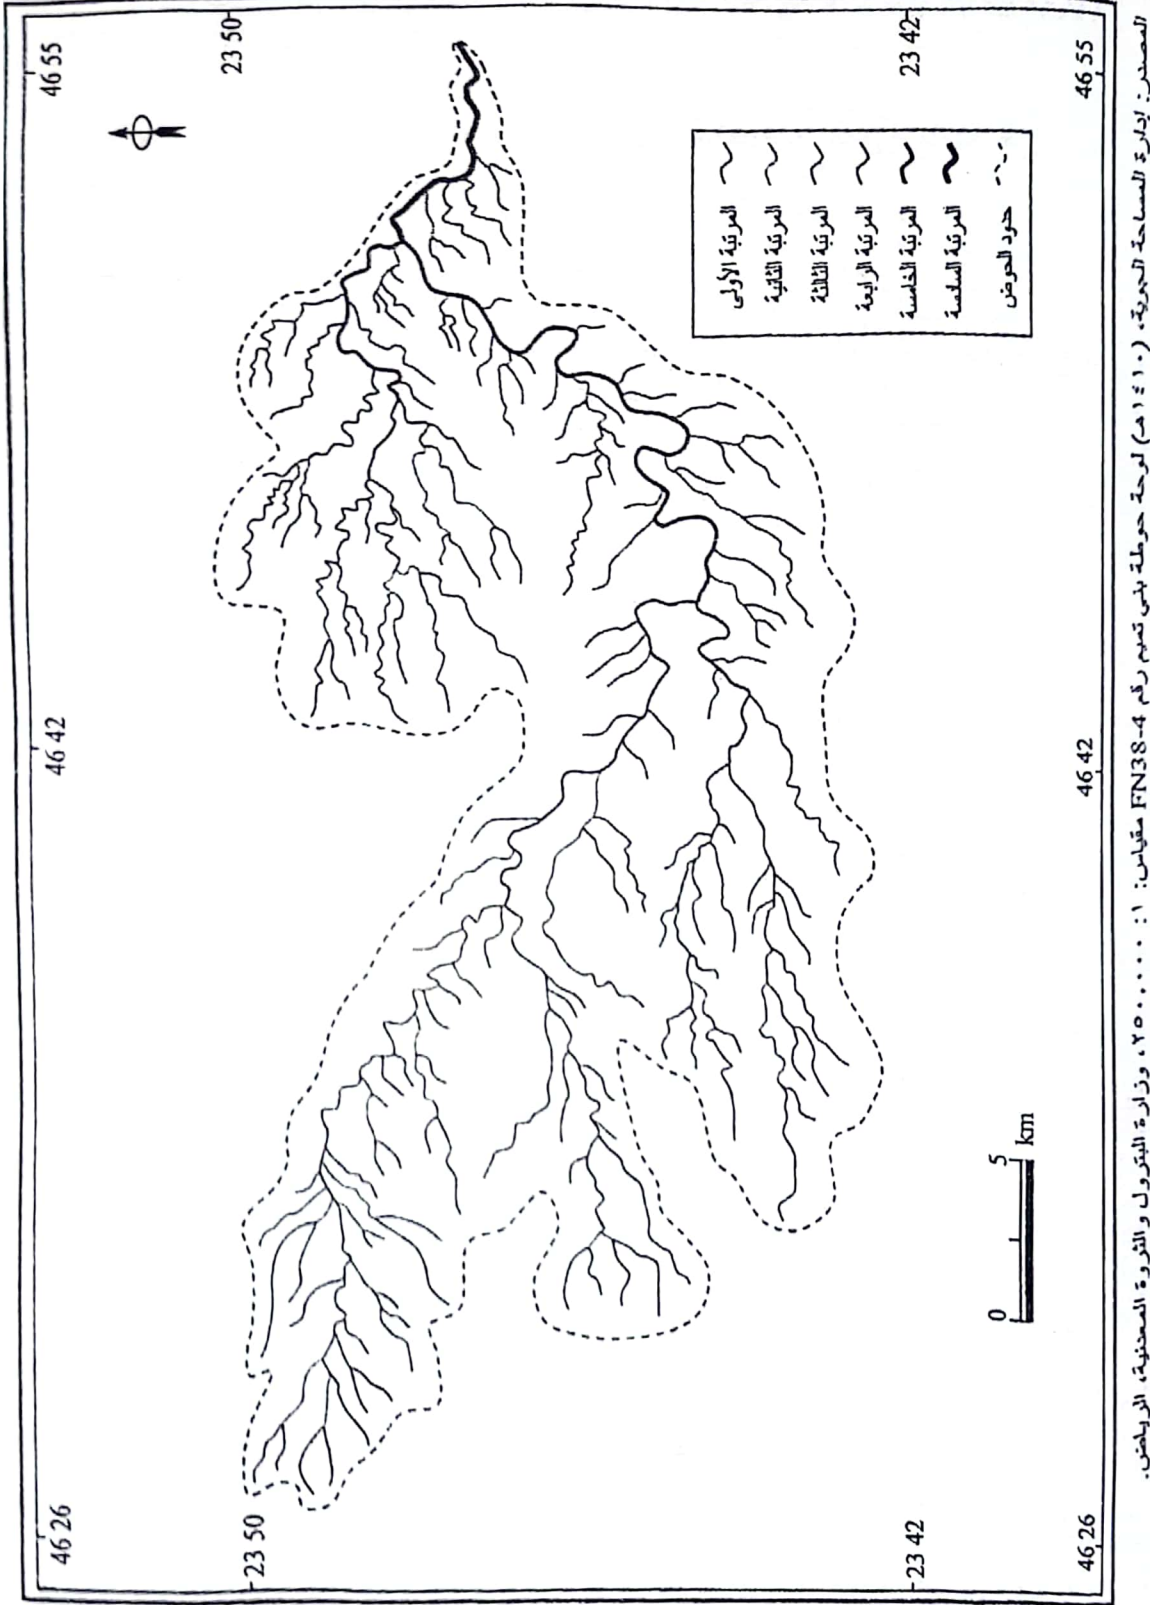 46 26
46 42
46 55
23 50
23 50
23 42
23 42
46 26
46 42
46 55
المرتبة الأولى
المرتبة الثانية
المرتبة الثالثة
المرتبة الرابعة
المرتبة الخامسة
المرتبة السادسة
حدود الحوض
0
5
km
المصدر: إدارة المساحة الجوية، (١٤١٠هـ) لوحة حوطة بني تميم رقم FN38-4 مقياس: ١ : ٢٥٠.٠٠٠، وزارة البترول والثروة المعدنية، الرياض.